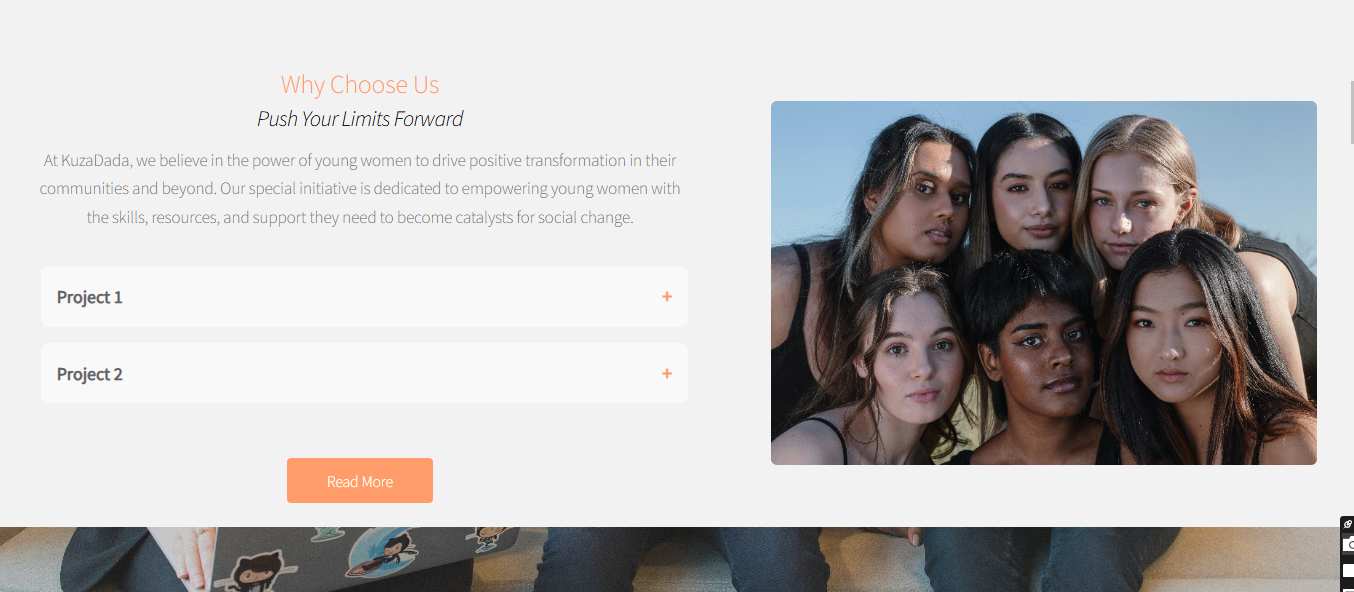 Why Choose Us
Push Your Limits Forward
At KuzaDada, we believe in the power of young women to drive positive transformation in their
communities and beyond. Our special initiative is dedicated to empowering young women with
the skills, resources, and support they need to become catalysts for social change.
Project 1
+
Project 2
+
Read More